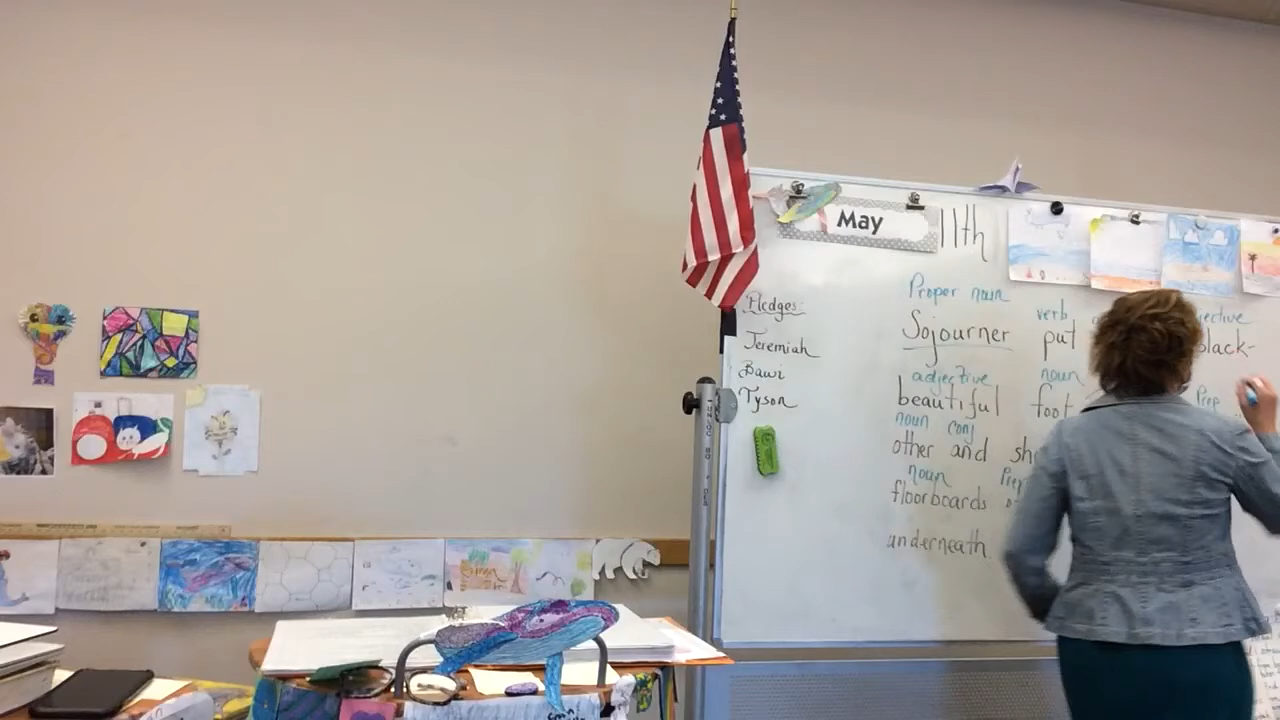 May 11th
Proper noun
Pledges:
verb
Sojourner put black-
Jeremiah
adjective noun Prep
Bawi
beautiful foot
Tyson
noun conj
other and
noun
floorboards
underneath